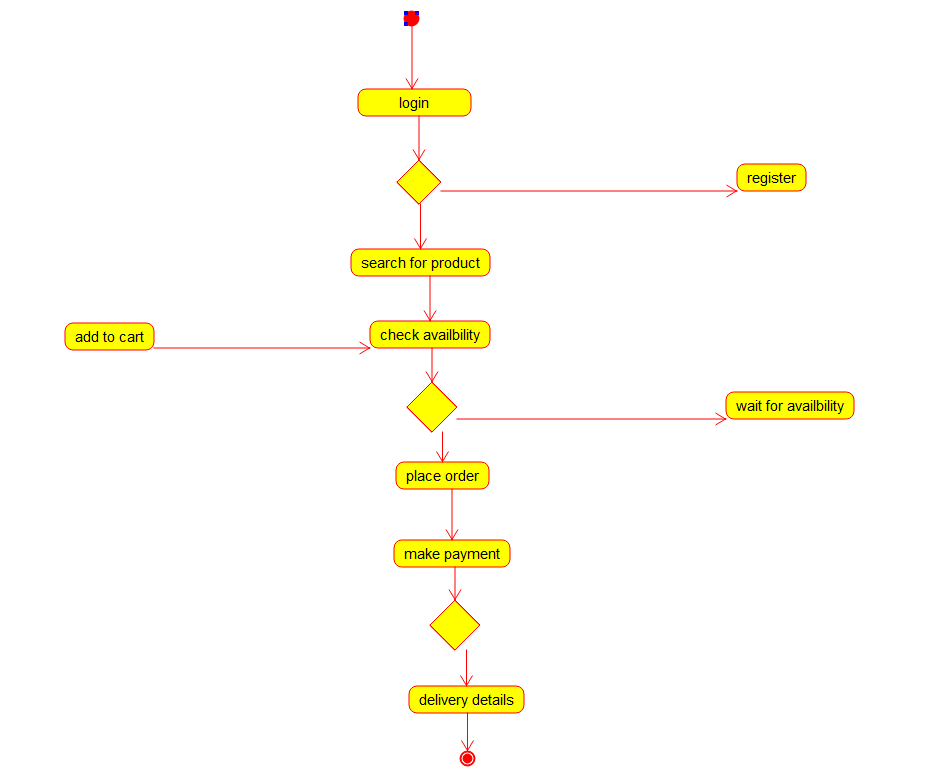 login
register
search for product
add to cart
check availbility
wait for availbility
place order
make payment
delivery details